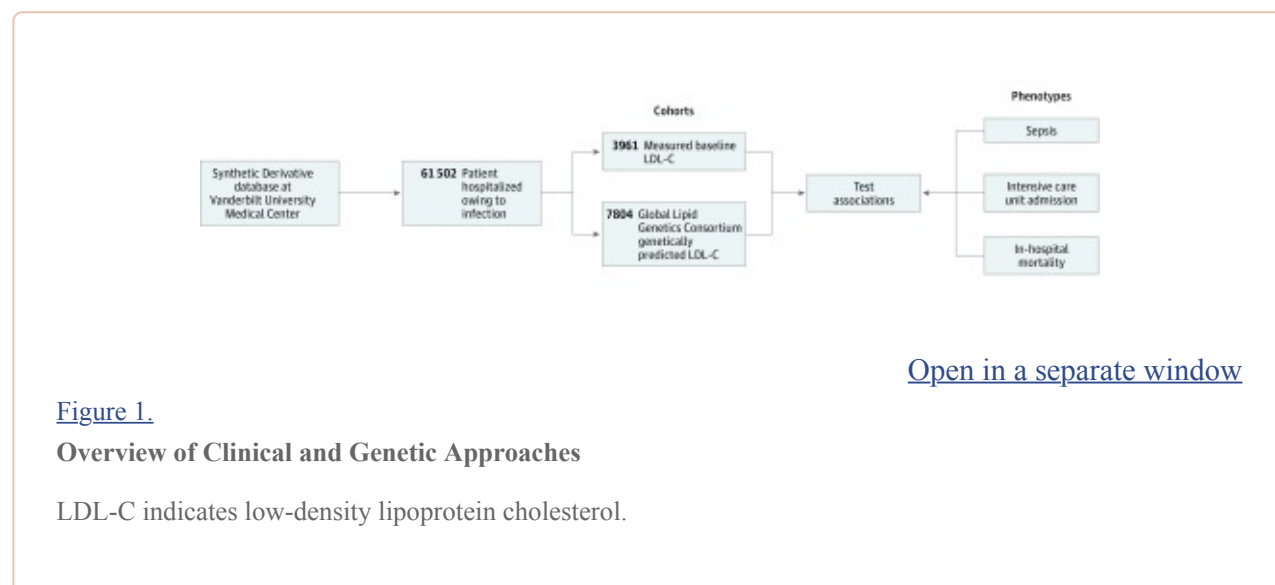 Cohorts
Phenotypes
Synthetic Derivative
database at
Vanderbilt University
Medical Center
61 502 Patient
hospitalized
owing to
infection
3961 Measured baseline
LDL-C
7804 Global Lipid
Genetics Consortium
genetically
predicted LDL-C
Test
associations
Sepsis
Intensive care
unit admission
In-hospital
mortality
Open in a separate window
Figure 1.
Overview of Clinical and Genetic Approaches
LDL-C indicates low-density lipoprotein cholesterol.